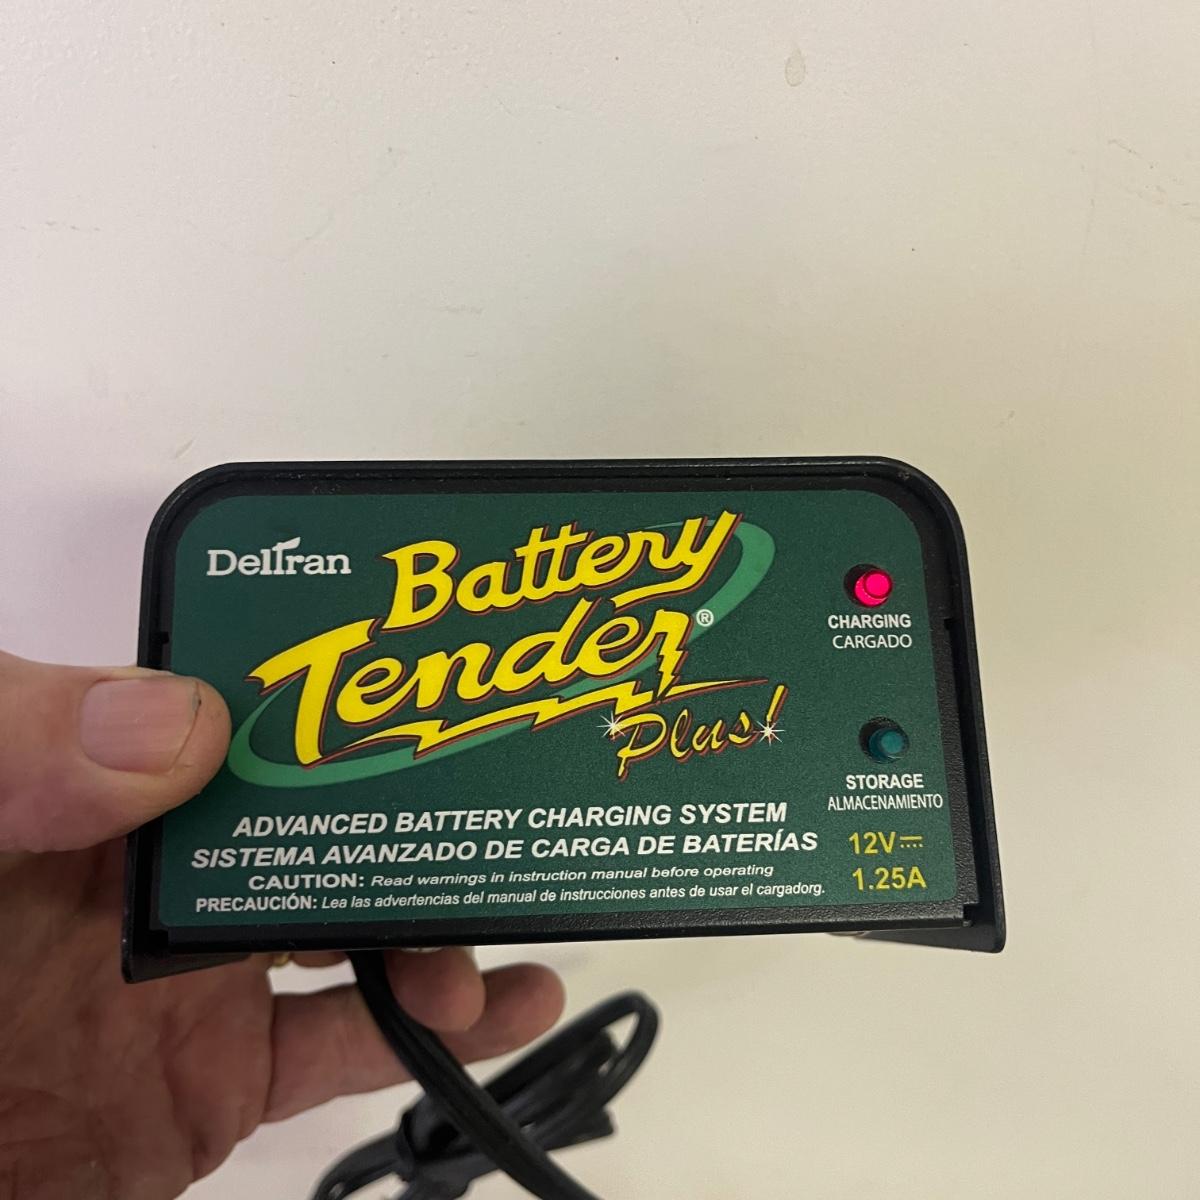 Deltran
Battery
Tender®
Plus!
CHARGING
CARGADO
STORAGE
ALMACENAMIENTO
12V⎓
1.25A
ADVANCED BATTERY CHARGING SYSTEM
SISTEMA AVANZADO DE CARGA DE BATERÍAS
CAUTION: Read warnings in instruction manual before operating
PRECAUCIÓN: Lea las advertencias del manual de instrucciones antes de usar el cargadorg.